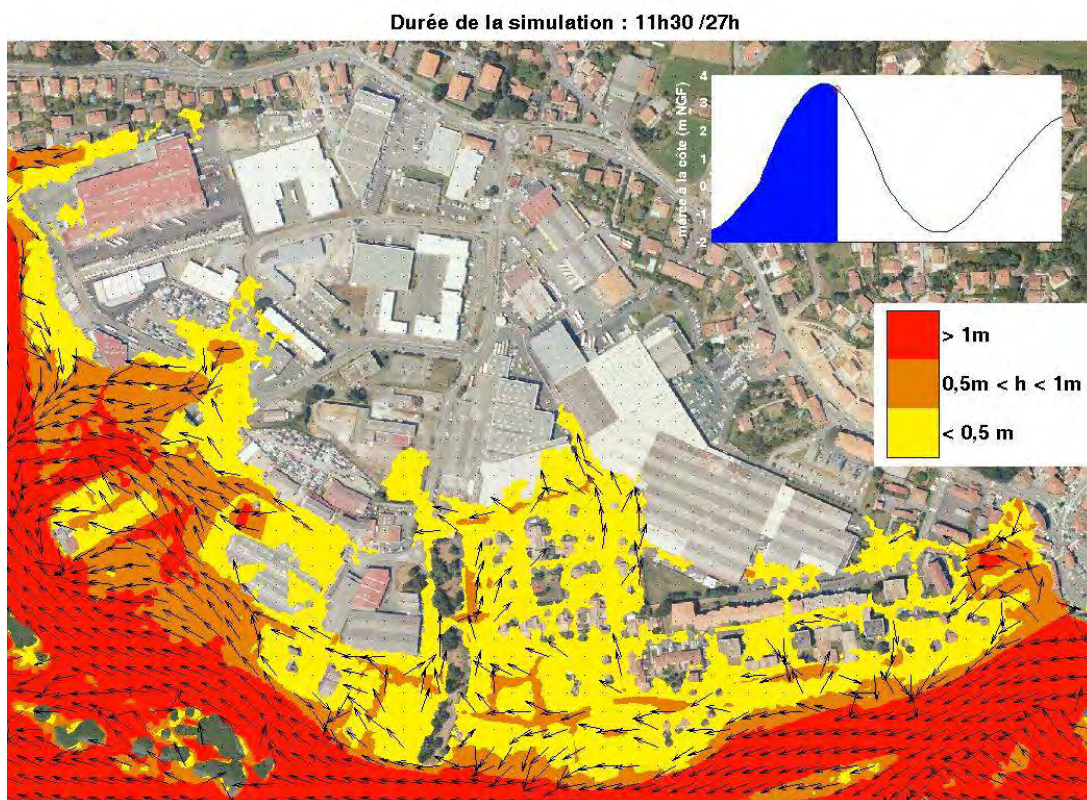 Durée de la simulation : 11h30 /27h
marée à la côte (m NGF)
4
3
2
1
0
-1
-2
> 1m
0,5m < h < 1m
< 0,5 m